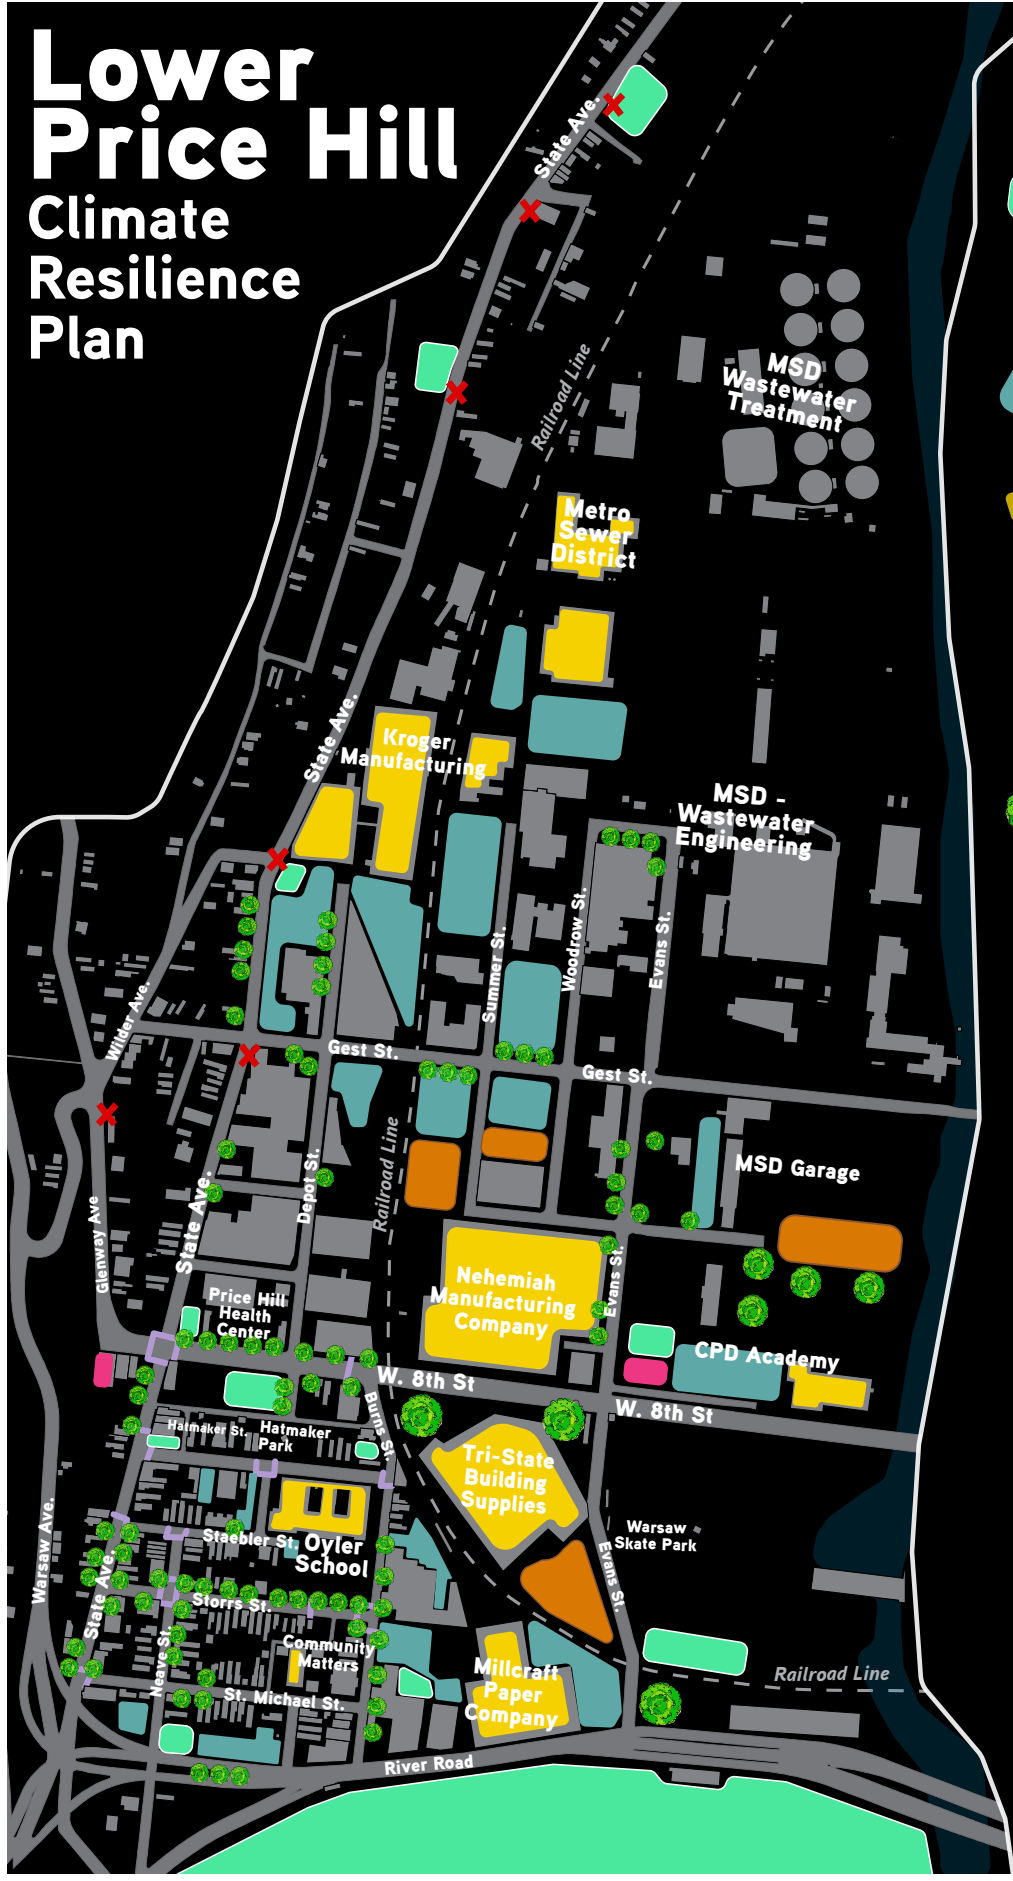 Lower
Price Hill
Climate
Resilience
Plan
State Ave.
Railroad Line
MSD
Wastewater
Treatment
Metro
Sewer
District
State Ave.
Kroger
Manufacturing
MSD -
Wastewater
Engineering
Woodrow St.
Evans St.
Summer St.
Wilder Ave.
Gest St.
Gest St.
Railroad Line
Depot St.
State Ave.
Glenway Ave
MSD Garage
Evans St.
Nehemiah
Manufacturing
Company
Price Hill
Health
Center
CPD Academy
W. 8th St
W. 8th St
Burns St.
Hatmaker St.
Hatmaker
Park
Tri-State
Building
Supplies
Warsaw
Skate Park
Warsaw Ave.
Staebler St.
Oyler
School
Evans St.
State Ave.
Storrs St.
Neave St.
Community
Matters
Millcraft
Paper
Company
Railroad Line
St. Michael St.
River Road